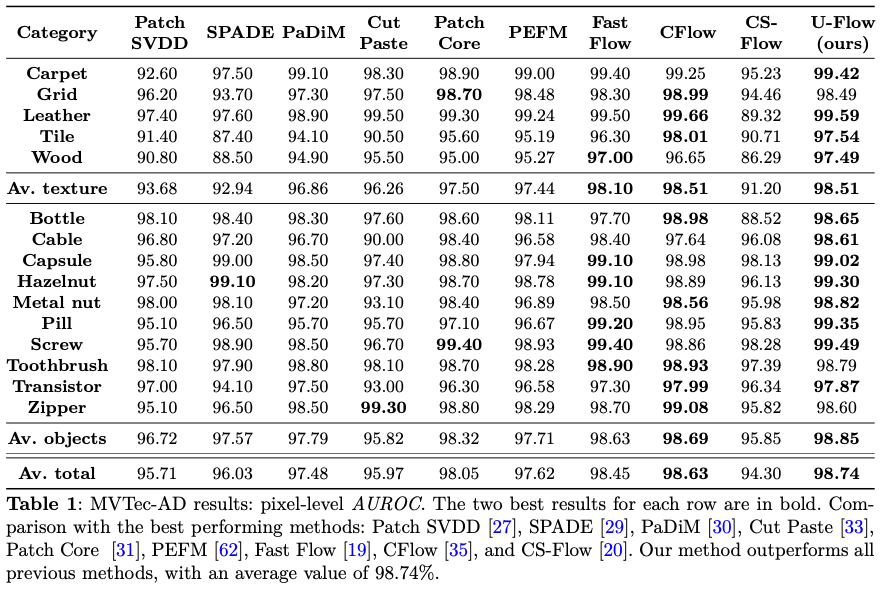 Category Patch SVDD SPADE PaDiM Cut Paste Patch Core PEFM Fast Flow CFlow CS-Flow U-Flow (ours)
Carpet 92.60 97.50 99.10 98.30 98.90 99.00 99.40 99.25 95.23 99.42
Grid 96.20 93.70 97.30 97.50 98.70 98.48 98.30 98.99 94.46 98.49
Leather 97.40 97.60 98.90 99.50 99.30 99.24 99.50 99.66 89.32 99.59
Tile 91.40 87.40 94.10 90.50 95.60 95.19 96.30 98.01 90.71 97.54
Wood 90.80 88.50 94.90 95.50 95.00 95.27 97.00 96.65 86.29 97.49
Av. texture 93.68 92.94 96.86 96.26 97.50 97.44 98.10 98.51 91.20 98.51
Bottle 98.10 98.40 98.30 97.60 98.60 98.11 97.70 98.98 88.52 98.65
Cable 96.80 97.20 96.70 90.00 98.40 96.58 98.40 97.64 96.08 98.61
Capsule 95.80 99.00 98.50 97.40 98.80 97.94 99.10 98.98 98.13 99.02
Hazelnut 97.50 99.10 98.20 97.30 98.70 98.78 99.10 98.89 96.13 99.30
Metal nut 98.00 98.10 97.20 93.10 98.40 96.89 98.50 98.56 95.98 98.82
Pill 95.10 96.50 95.70 95.70 97.10 96.67 99.20 98.95 95.83 99.35
Screw 95.70 98.90 98.50 96.70 99.40 98.93 99.40 98.86 98.28 99.49
Toothbrush 98.10 97.90 98.80 98.10 98.70 98.28 98.90 98.93 97.39 98.79
Transistor 97.00 94.10 97.50 93.00 96.30 96.58 97.30 97.99 96.34 97.87
Zipper 95.10 96.50 98.50 99.30 98.80 98.29 98.70 99.08 95.82 98.60
Av. objects 96.72 97.57 97.79 95.82 98.32 97.71 98.63 98.69 95.85 98.85
Av. total 95.71 96.03 97.48 95.97 98.05 97.62 98.45 98.63 94.30 98.74
Table 1: MVTec-AD results: pixel-level AUROC. The two best results for each row are in bold. Com-
parison with the best performing methods: Patch SVDD [27], SPADE [29], PaDiM [30], Cut Paste [33],
Patch Core [31], PEFM [62], Fast Flow [19], CFlow [35], and CS-Flow [20]. Our method outperforms all
previous methods, with an average value of 98.74%.